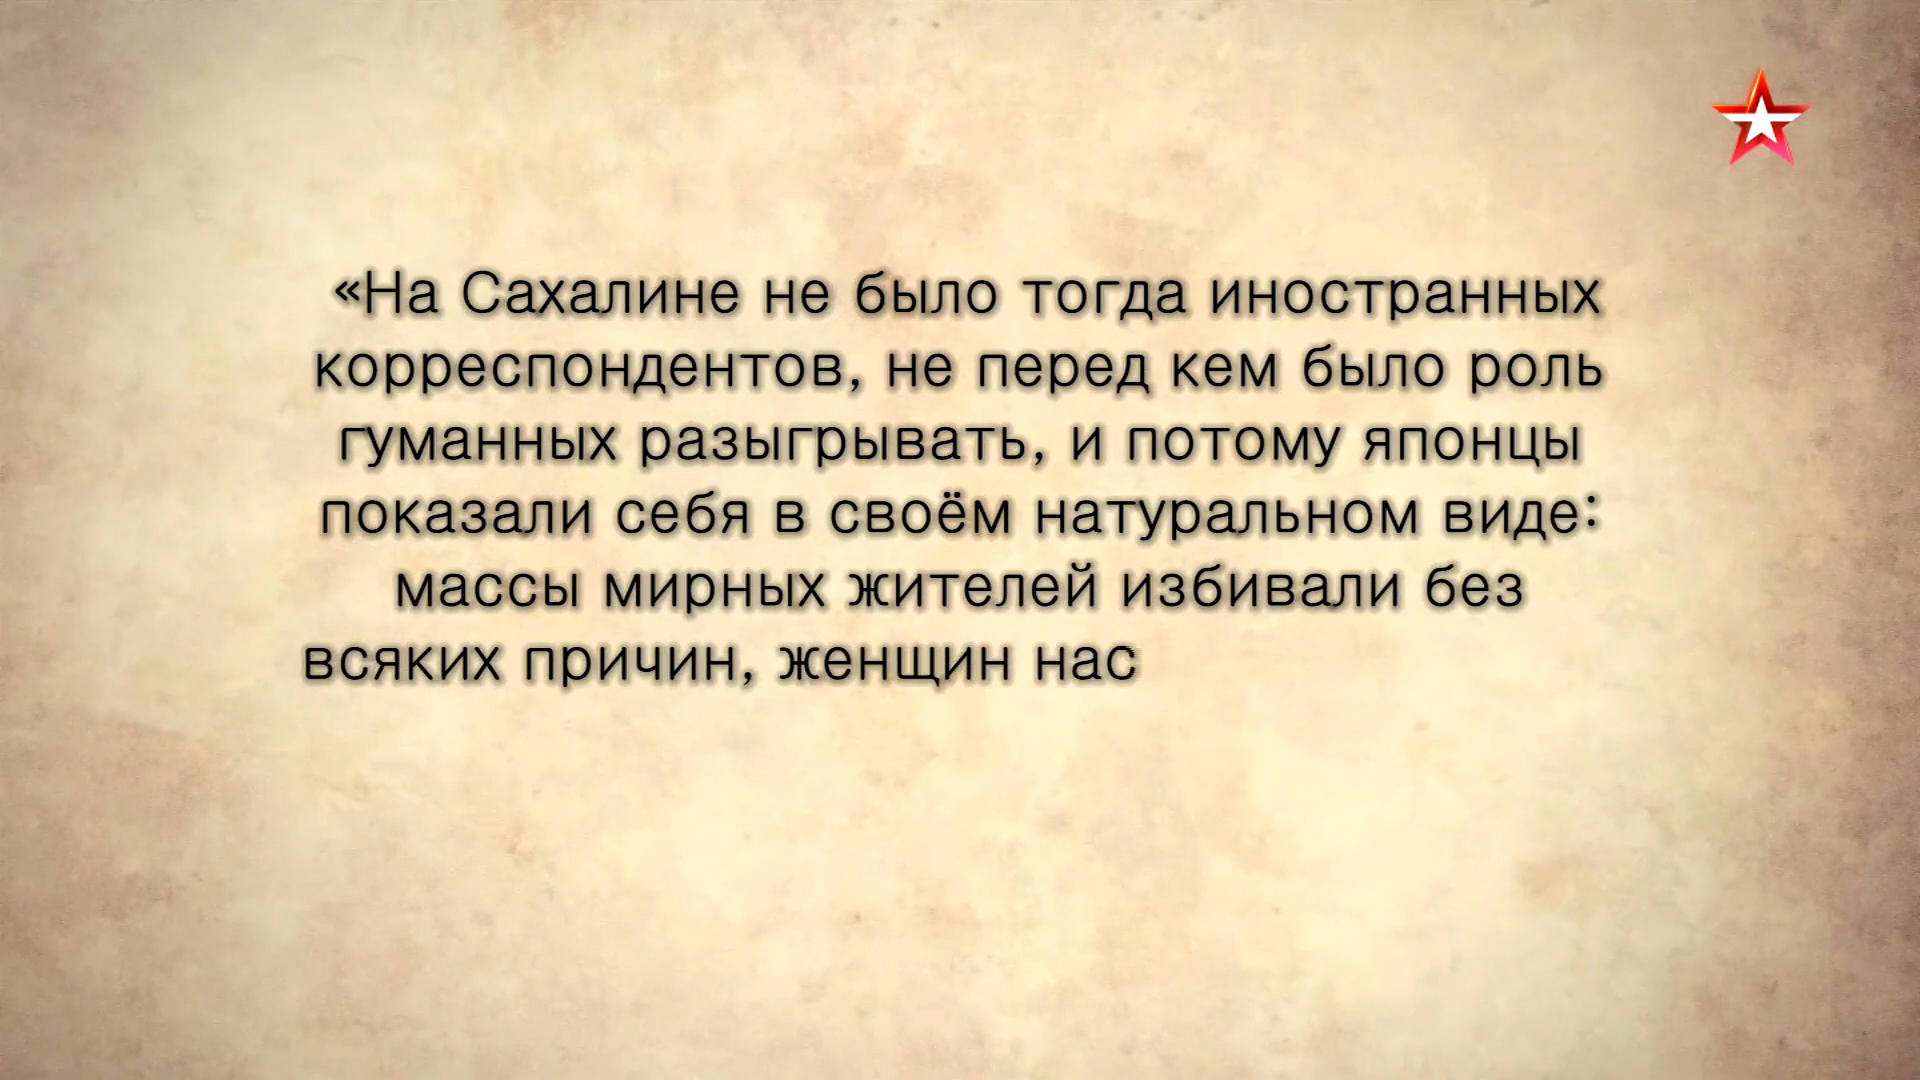 «На Сахалине не было тогда иностранных
корреспондентов, не перед кем было роль
гуманных разыгрывать, и потому японцы
показали себя в своём натуральном виде:
массы мирных жителей избивали без
всяких причин, женщин нас